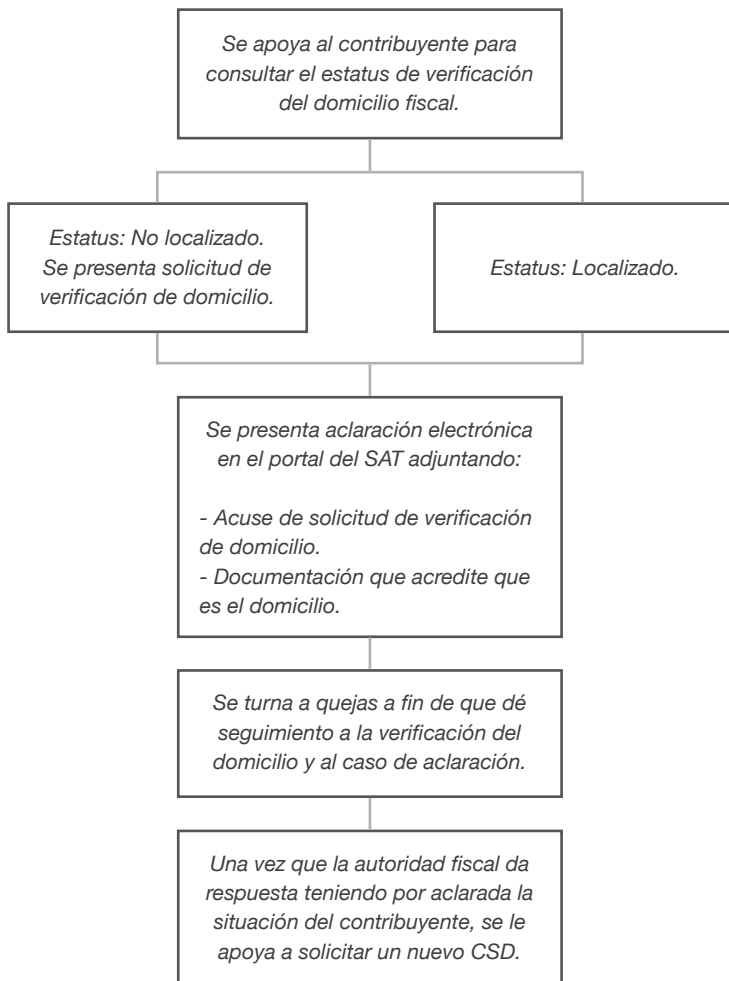 Se apoya al contribuyente para
consultar el estatus de verificación
del domicilio fiscal.
Estatus: No localizado.
Se presenta solicitud de
verificación de domicilio.
Estatus: Localizado.
Se presenta aclaración electrónica
en el portal del SAT adjuntando:
- Acuse de solicitud de verificación
de domicilio.
- Documentación que acredite que
es el domicilio.
Se turna a quejas a fin de que dé
seguimiento a la verificación del
domicilio y al caso de aclaración.
Una vez que la autoridad fiscal da
respuesta teniendo por aclarada la
situación del contribuyente, se le
apoya a solicitar un nuevo CSD.